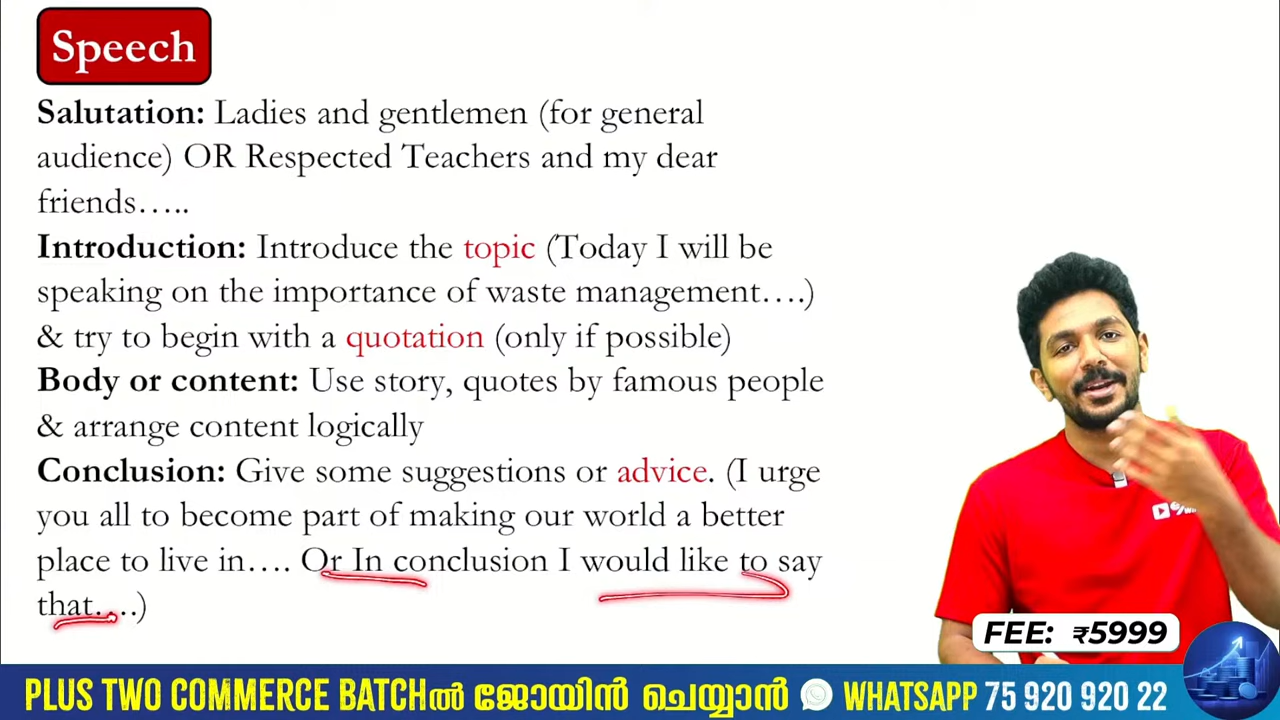 Speech
Salutation: Ladies and gentlemen (for general
audience) OR Respected Teachers and my dear
friends…..
Introduction: Introduce the topic (Today I will be
speaking on the importance of waste management….)
& try to begin with a quotation (only if possible)
Body or content: Use story, quotes by famous people
& arrange content logically
Conclusion: Give some suggestions or advice. (I urge
you all to become part of making our world a better
place to live in…. Or In conclusion I would like to say
that….)
FEE: ₹5999
PLUS TWO COMMERCE BATCHൽ ജോയിൻ ചെയ്യാൻ WHATSAPP 75 920 920 22